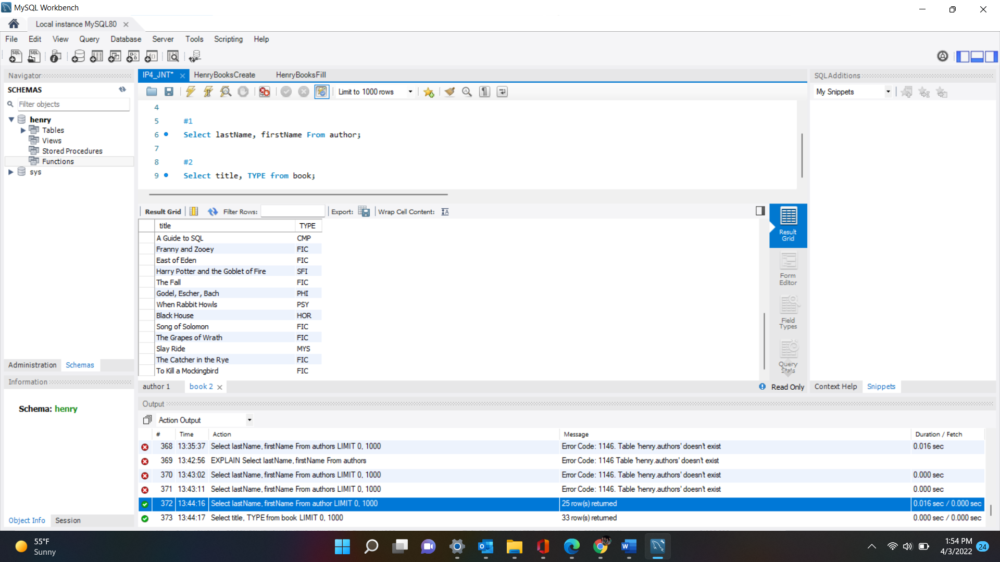 MySQL Workbench
Local instance MySQL80
File Edit View Query Database Server Tools Scripting Help
Navigator
SCHEMAS
Filter objects
henry
Tables
Views
Stored Procedures
Functions
sys
Administration Schemas
Information
Schema: henry
Object Info Session
IP4_JNT* HenryBooksCreate HenryBooksFill
Limit to 1000 rows
4
5 #1
6 Select lastName, firstName From author;
7
8 #2
9 Select title, TYPE from book;
Result Grid Filter Rows: Export: Wrap Cell Content:
title TYPE
A Guide to SQL CMP
Franny and Zooey FIC
East of Eden FIC
Harry Potter and the Goblet of Fire SFI
The Fall FIC
Godel, Escher, Bach PHI
When Rabbit Howls PSY
Black House HOR
Song of Solomon FIC
The Grapes of Wrath FIC
Slay Ride MYS
The Catcher in the Rye FIC
To Kill a Mockingbird FIC
Result
Grid
Form
Editor
Field
Types
Query
Stats
author 1 book 2 Read Only
SQLAdditions
My Snippets
Context Help Snippets
Output
Action Output
# Time Action Message Duration / Fetch
368 13:35:37 Select lastName, firstName From authors LIMIT 0, 1000 Error Code: 1146. Table 'henry.authors' doesn't exist 0.016 sec
369 13:42:56 EXPLAIN Select lastName, firstName From authors Error Code: 1146 Table 'henry.authors' doesn't exist
370 13:43:02 Select lastName, firstName From authors LIMIT 0, 1000 Error Code: 1146. Table 'henry.authors' doesn't exist 0.000 sec
371 13:43:11 Select lastName, firstName From authors LIMIT 0, 1000 Error Code: 1146. Table 'henry.authors' doesn't exist 0.000 sec
372 13:44:16 Select lastName, firstName From author LIMIT 0, 1000 25 row(s) returned 0.016 sec / 0.000 sec
373 13:44:17 Select title, TYPE from book LIMIT 0, 1000 33 row(s) returned 0.000 sec / 0.000 sec
55°F
Sunny
1:54 PM
4/3/2022
24